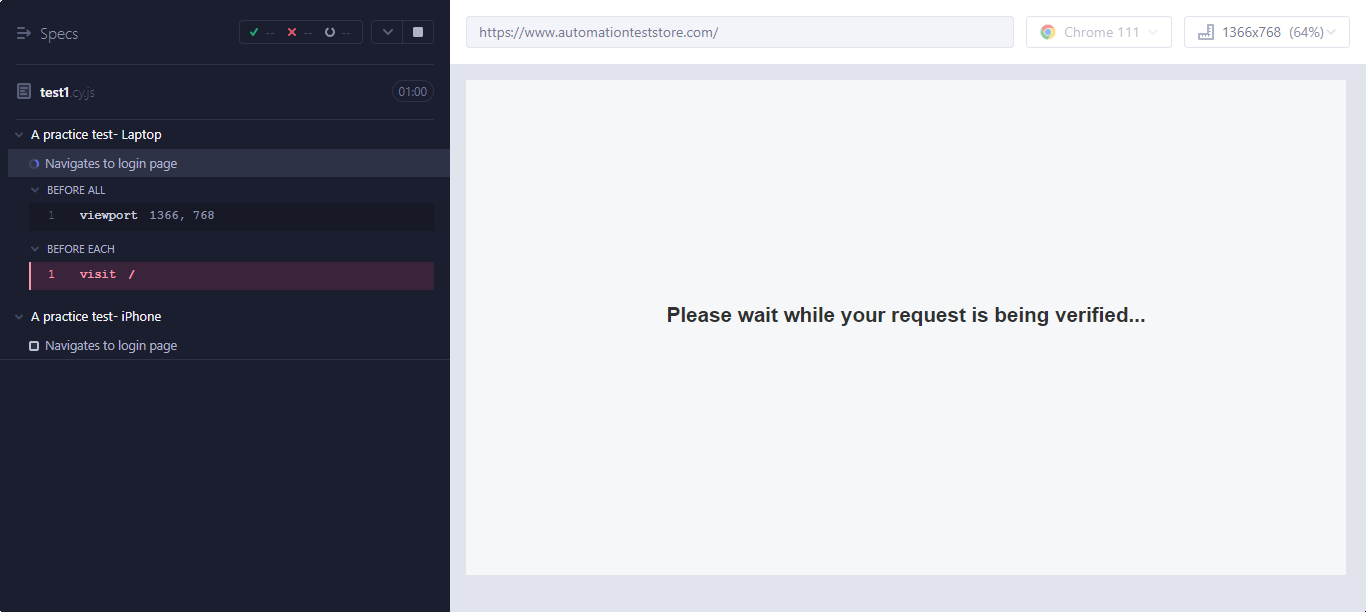 Specs
-- -- --
test1.cy.js 01:00
A practice test- Laptop
Navigates to login page
BEFORE ALL
1 viewport 1366, 768
BEFORE EACH
1 visit /
A practice test- iPhone
Navigates to login page
https://www.automationteststore.com/
Chrome 111
1366x768 (64%)
Please wait while your request is being verified...